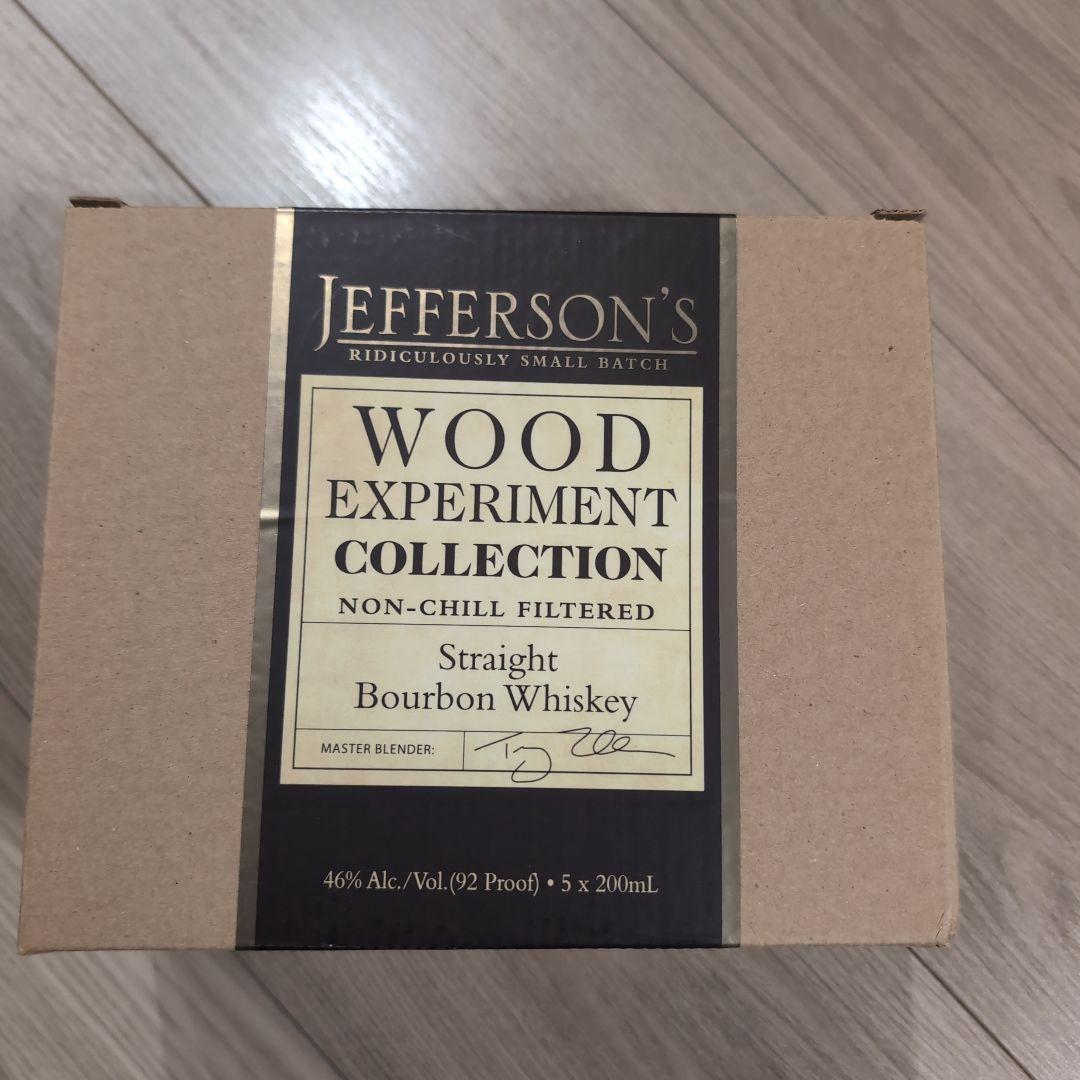 JEFFERSON'S
RIDICULOUSLY SMALL BATCH
WOOD
EXPERIMENT
COLLECTION
NON-CHILL FILTERED
Straight
Bourbon Whiskey
MASTER BLENDER:
46% Alc./Vol.(92 Proof) • 5 x 200mL